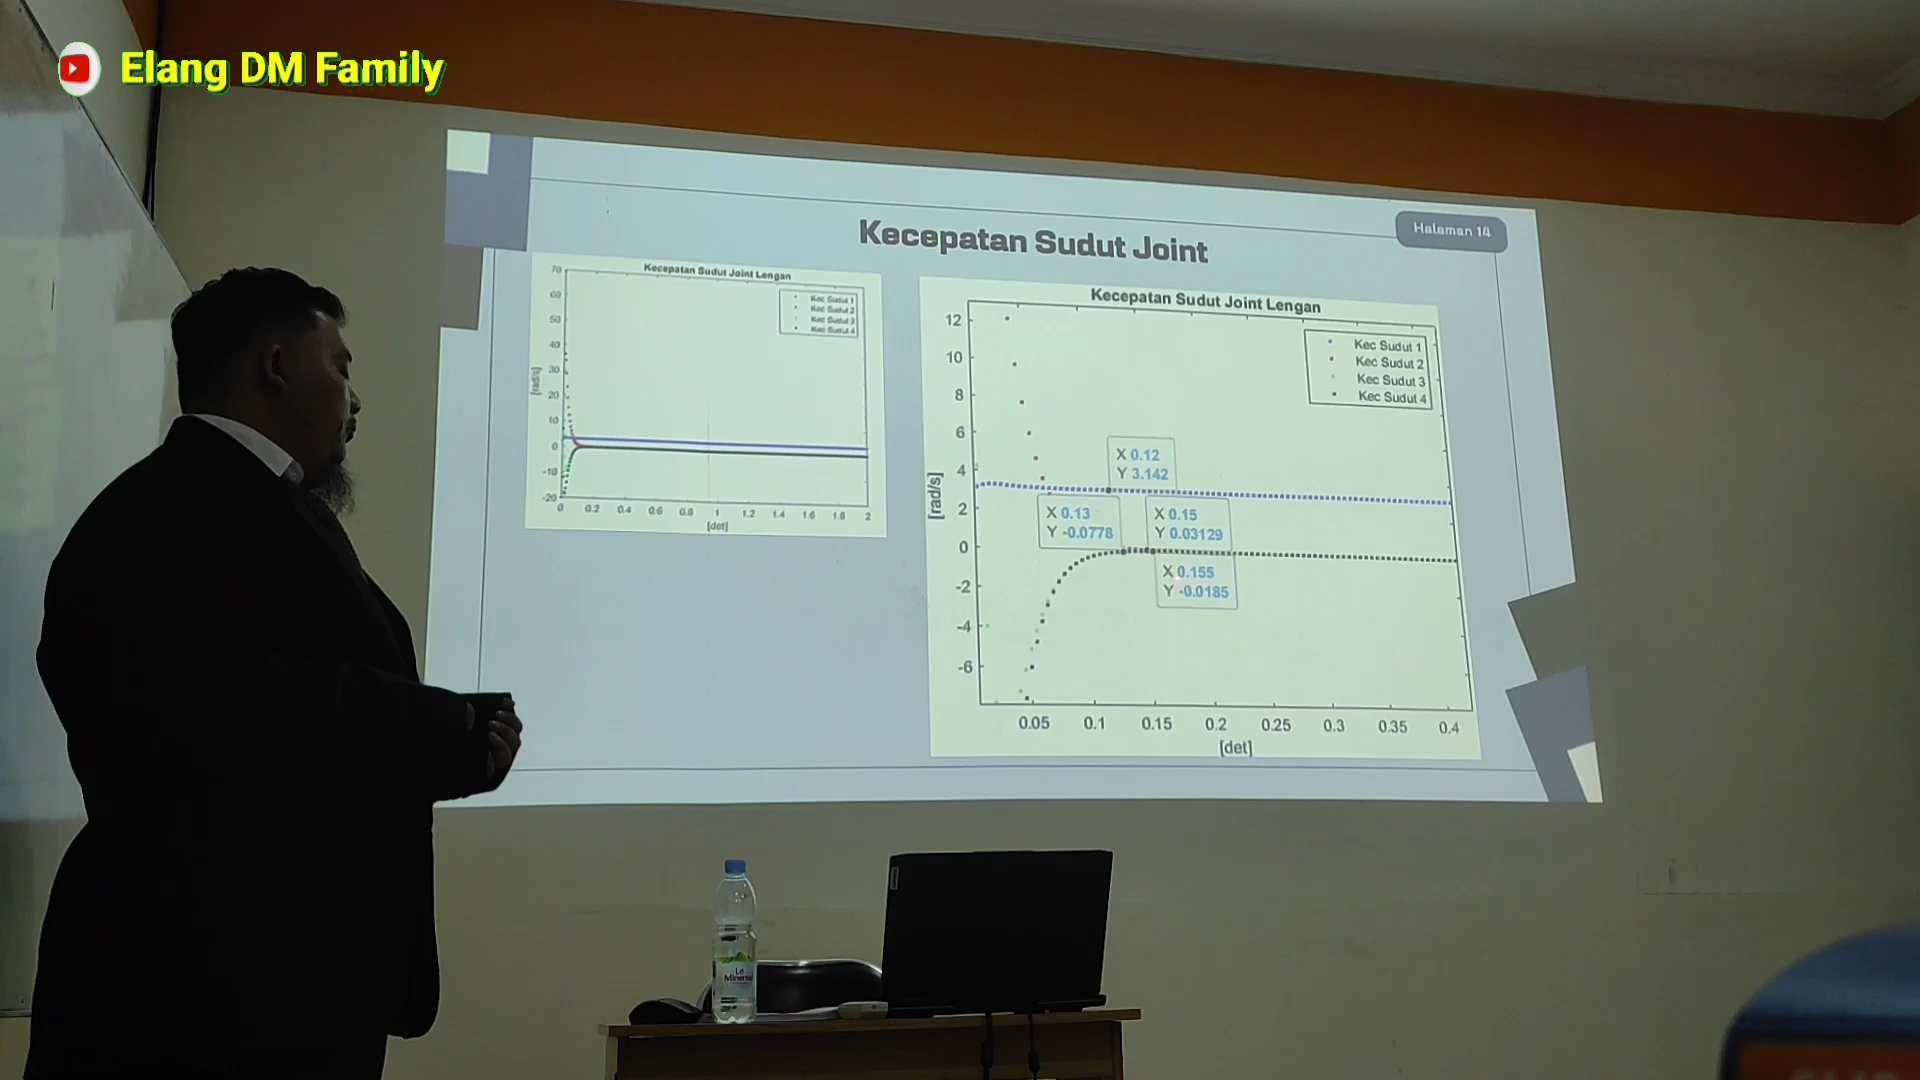 Elang DM Family
Halaman 14
Kecepatan Sudut Joint
Kecepatan Sudut Joint Lengan
70
60
50
40
30
20
10
0
-10
-20
[rad/s]
Kec Sudut 1
Kec Sudut 2
Kec Sudut 3
Kec Sudut 4
0 0.2 0.4 0.6 0.8 1 1.2 1.4 1.6 1.8 2
[det]
Kecepatan Sudut Joint Lengan
12
10
8
6
4
2
0
-2
-4
-6
[rad/s]
Kec Sudut 1
Kec Sudut 2
Kec Sudut 3
Kec Sudut 4
X 0.12
Y 3.142
X 0.13
Y -0.0778
X 0.15
Y 0.03129
X 0.155
Y -0.0185
0.05 0.1 0.15 0.2 0.25 0.3 0.35 0.4
[det]
Le